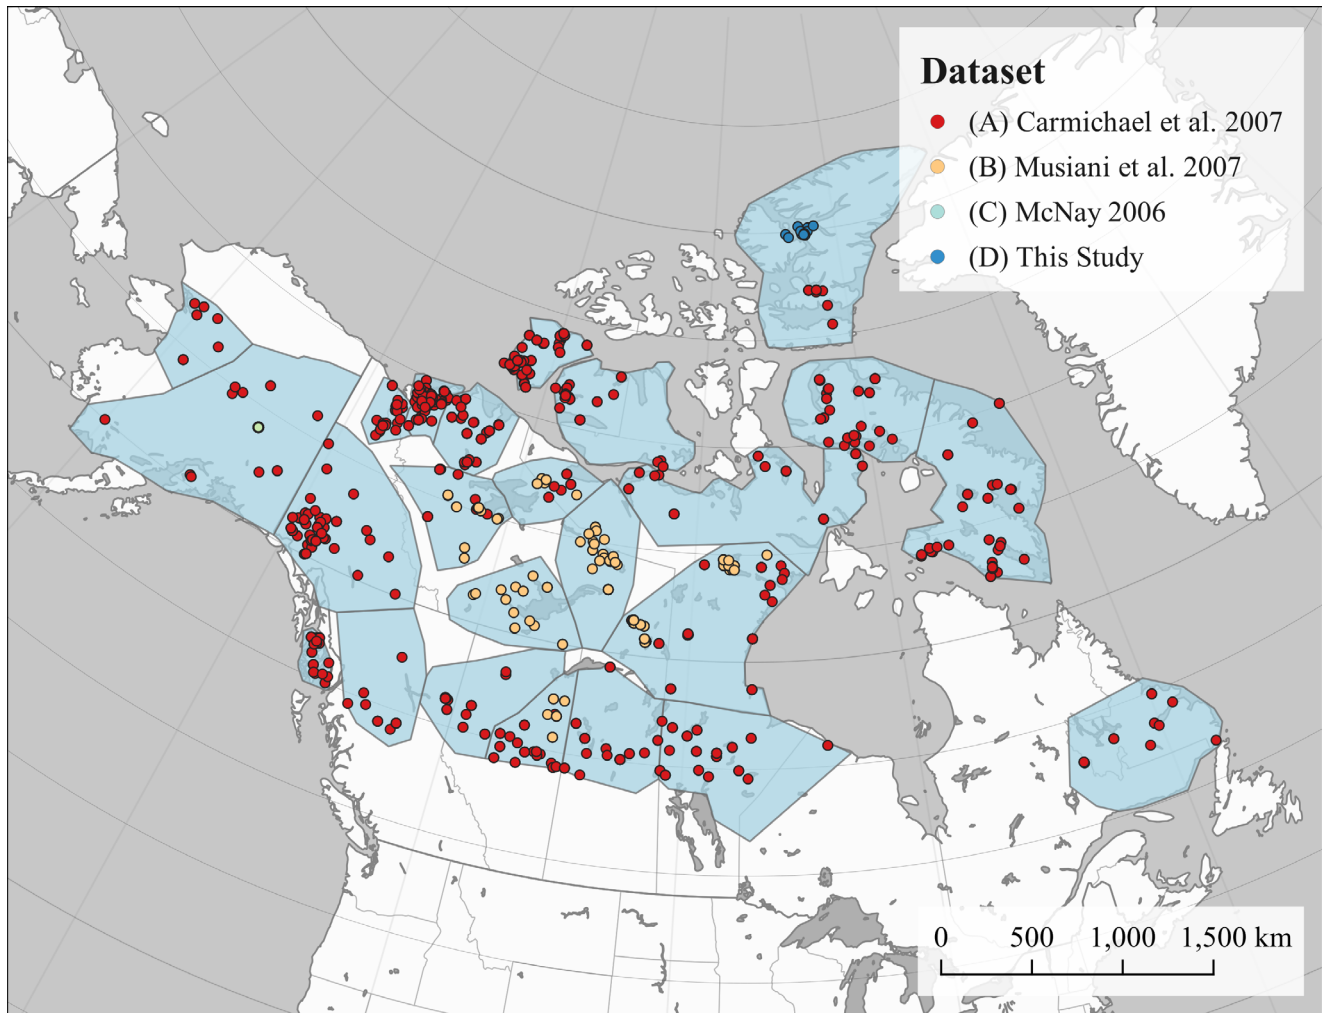 Dataset
(A) Carmichael et al. 2007
(B) Musiani et al. 2007
(C) McNay 2006
(D) This Study
0 500 1,000 1,500 km